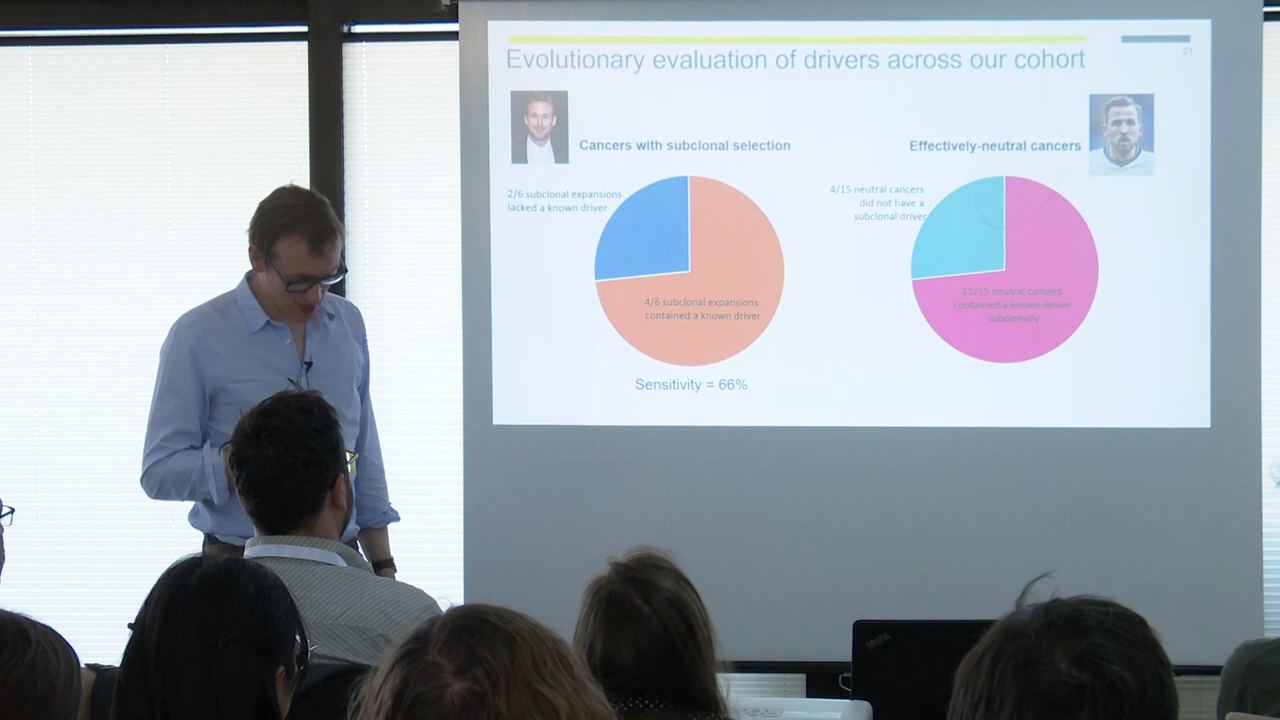 21
Evolutionary evaluation of drivers across our cohort
Cancers with subclonal selection
Effectively-neutral cancers
2/6 subclonal expansions
lacked a known driver
4/6 subclonal expansions
contained a known driver
Sensitivity = 66%
4/15 neutral cancers
did not have a
subclonal driver
11/15 neutral cancers
contained a known driver
subclonally
ThinkPad